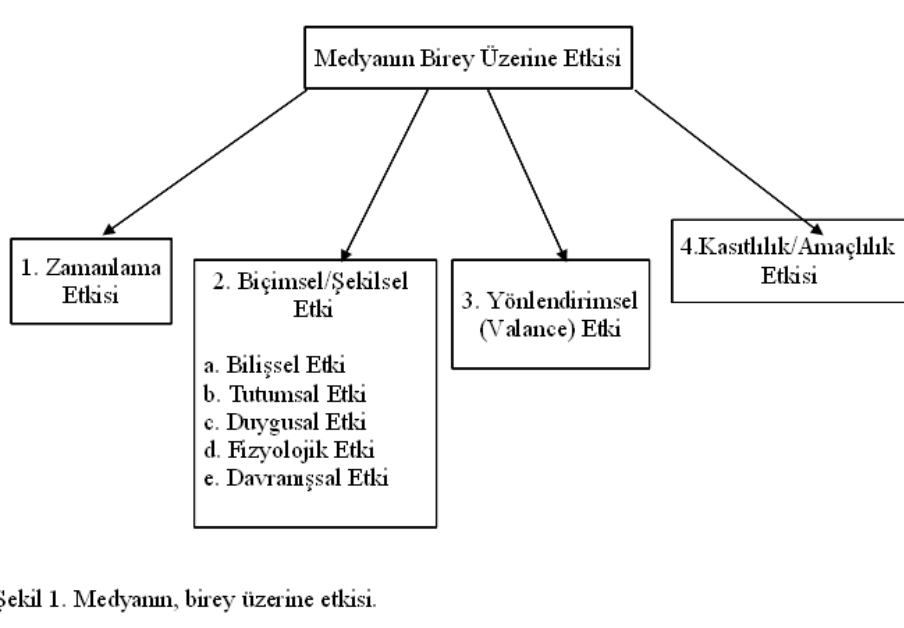 Medyanın Birey Üzerine Etkisi
1. Zamanlama
Etkisi
2. Biçimsel/Şekilsel
Etki
a. Bilişsel Etki
b. Tutumsal Etki
c. Duygusal Etki
d. Fizyolojik Etki
e. Davranışsal Etki
3. Yönlendirimsel
(Valance) Etki
4.Kasıtlılık/Amaçlılık
Etkisi
Şekil 1. Medyanın, birey üzerine etkisi.